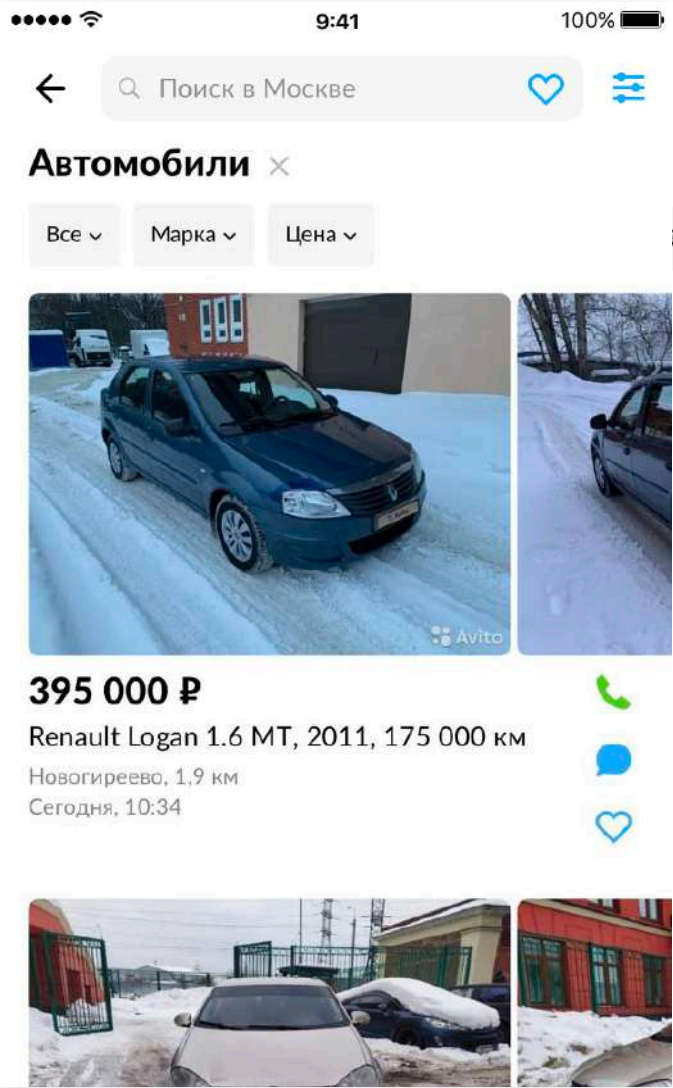 9:41
100%
Поиск в Москве
Автомобили
Все
Марка
Цена
Avito
395 000 ₽
Renault Logan 1.6 MT, 2011, 175 000 км
Новогиреево, 1,9 км
Сегодня, 10:34